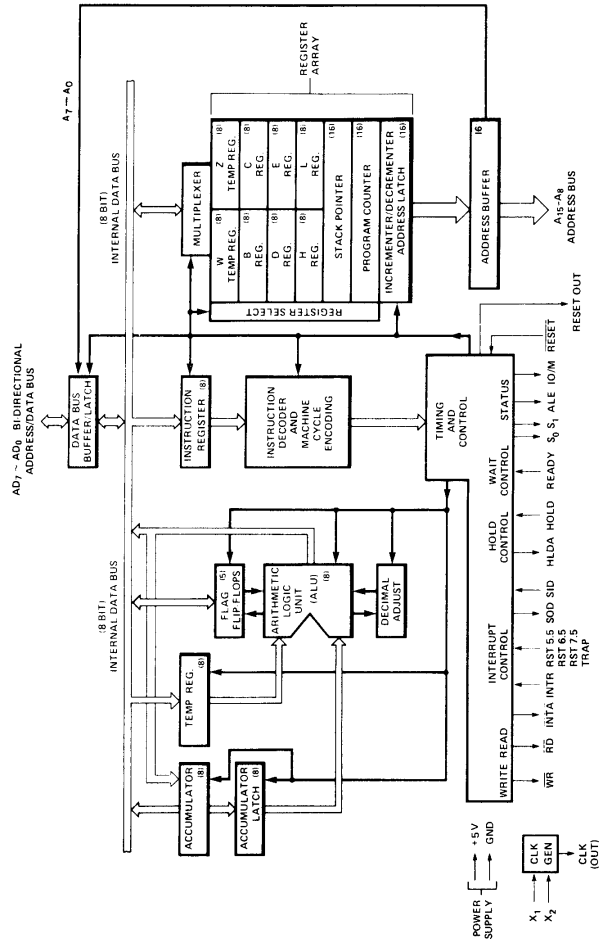 AD7 ~ AD0 BI-DIRECTIONAL
ADDRESS/DATA BUS
A7 — A0
DATA BUS
BUFFER/LATCH
(8 BIT)
INTERNAL DATA BUS
(8 BIT)
INTERNAL DATA BUS
ACCUMULATOR
(8)
ACCUMULATOR
LATCH
(8)
TEMP REG.
(8)
FLAG
FLIP FLOPS
(5)
ARITHMETIC
LOGIC
UNIT
(ALU)
(8)
DECIMAL
ADJUST
INSTRUCTION
REGISTER
(8)
INSTRUCTION
DECODER
AND
MACHINE
CYCLE
ENCODING
MULTIPLEXER
REGISTER SELECT
W (8)
TEMP REG.
Z (8)
TEMP REG.
B (8)
REG.
C (8)
REG.
D (8)
REG.
E (8)
REG.
H (8)
REG.
L (8)
REG.
STACK POINTER (16)
PROGRAM COUNTER (16)
INCREMENTER/DECREMENTER
ADDRESS LATCH (16)
REGISTER
ARRAY
ADDRESS BUFFER
16
A15-A8
ADDRESS BUS
POWER
SUPPLY
+5V
GND
X1
X2
CLK
GEN
CLK
(OUT)
TIMING
AND
CONTROL
WRITE READ
INTERRUPT
CONTROL
HOLD
CONTROL
WAIT
CONTROL
STATUS
WR RD INTA INTR RST 5.5 SOD SID HLDA HOLD READY S0 S1 ALE IO/M RESET
RST 6.5
RST 7.5
TRAP
RESET OUT